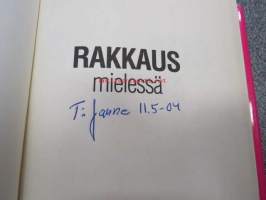 RAKKAUS
mielessä
T: Janne 11.5-04